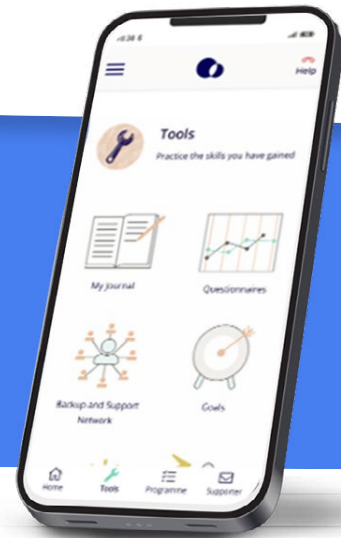 Help
Tools
Practice the skills you have gained
My Journal
Questionnaires
Backup and Support
Network
Goals
Home
Tools
Programme
Supporter